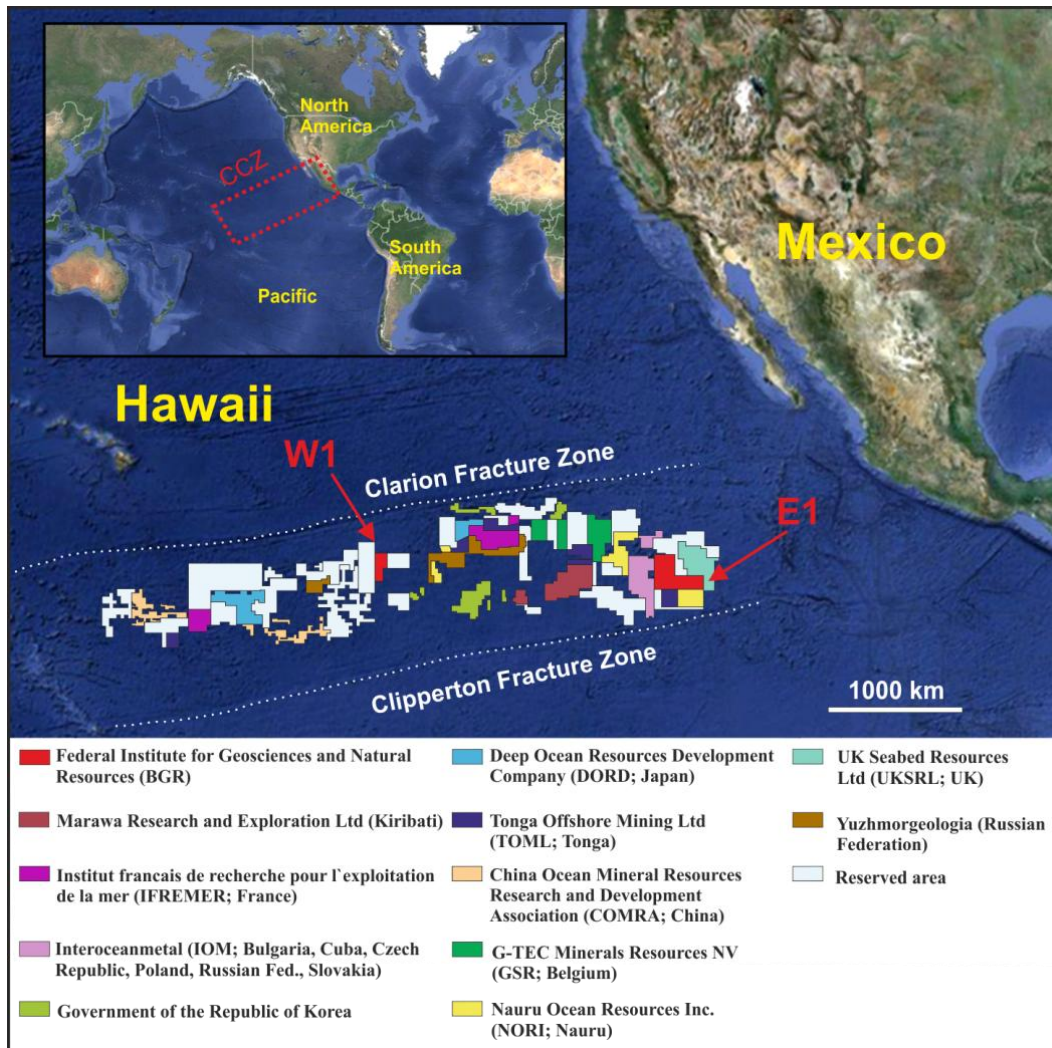 North
America
CCZ
South
America
Pacific
Mexico
Hawaii
W1
Clarion Fracture Zone
E1
Clipperton Fracture Zone
1000 km
Federal Institute for Geosciences and Natural
Resources (BGR)
Marawa Research and Exploration Ltd (Kiribati)
Institut francais de recherche pour l`exploitation
de la mer (IFREMER; France)
Interoceanmetal (IOM; Bulgaria, Cuba, Czech
Republic, Poland, Russian Fed., Slovakia)
Government of the Republic of Korea
Deep Ocean Resources Development
Company (DORD; Japan)
Tonga Offshore Mining Ltd
(TOML; Tonga)
China Ocean Mineral Resources
Research and Development
Association (COMRA; China)
G-TEC Minerals Resources NV
(GSR; Belgium)
Nauru Ocean Resources Inc.
(NORI; Nauru)
UK Seabed Resources
Ltd (UKSRL; UK)
Yuzhmorgeologia (Russian
Federation)
Reserved area